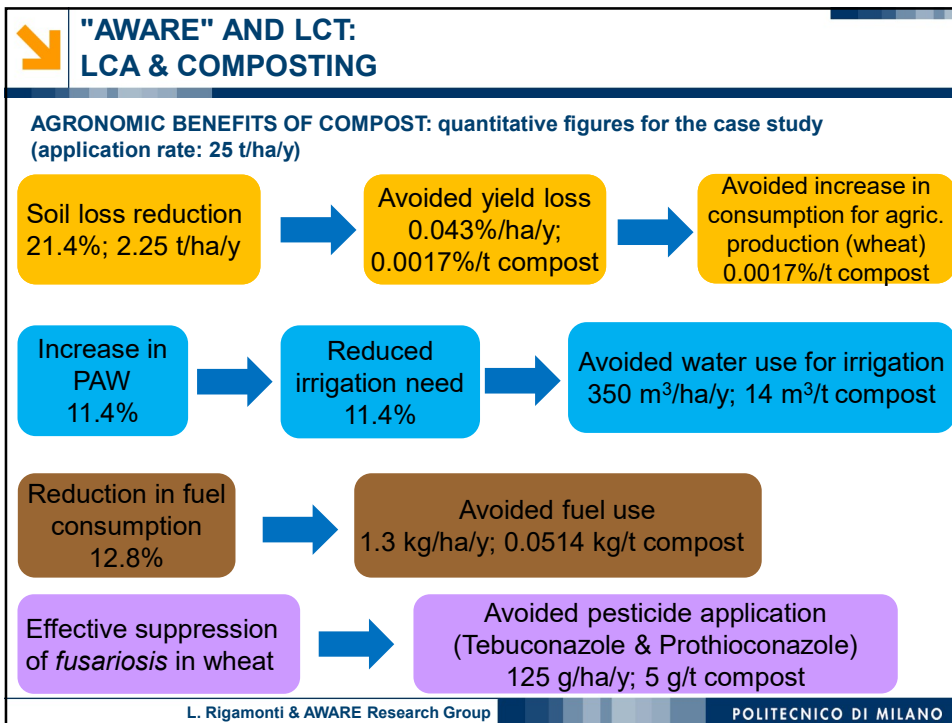 "AWARE" AND LCT:
LCA & COMPOSTING
AGRONOMIC BENEFITS OF COMPOST: quantitative figures for the case study
(application rate: 25 t/ha/y)
Soil loss reduction
21.4%; 2.25 t/ha/y
Avoided yield loss
0.043%/ha/y;
0.0017%/t compost
Avoided increase in
consumption for agric.
production (wheat)
0.0017%/t compost
Increase in
PAW
11.4%
Reduced
irrigation need
11.4%
Avoided water use for irrigation
350 m³/ha/y; 14 m³/t compost
Reduction in fuel
consumption
12.8%
Avoided fuel use
1.3 kg/ha/y; 0.0514 kg/t compost
Effective suppression
of fusariosis in wheat
Avoided pesticide application
(Tebuconazole & Prothioconazole)
125 g/ha/y; 5 g/t compost
L. Rigamonti & AWARE Research Group
POLITECNICO DI MILANO